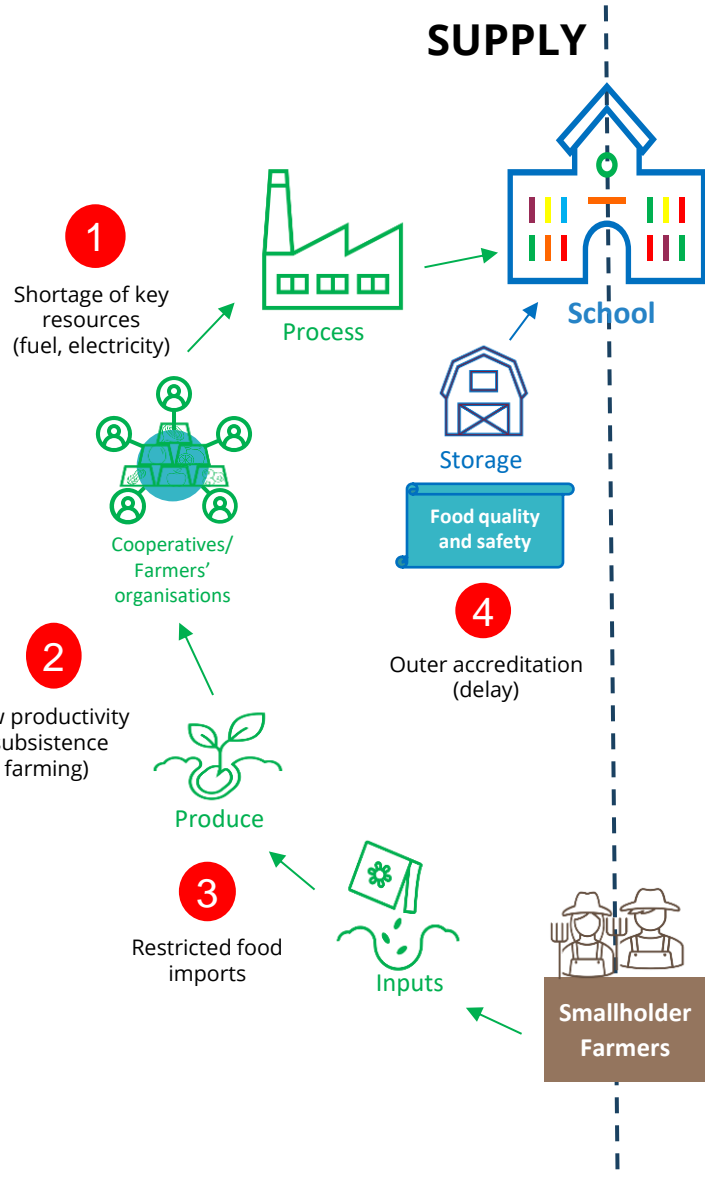 SUPPLY
1
Shortage of key
resources
(fuel, electricity)
Process
School
Storage
Food quality
and safety
Cooperatives/
Farmers'
organisations
4
Outer accreditation
(delay)
2
productivity
subsistence
farming)
Produce
3
Restricted food
imports
Inputs
Smallholder
Farmers